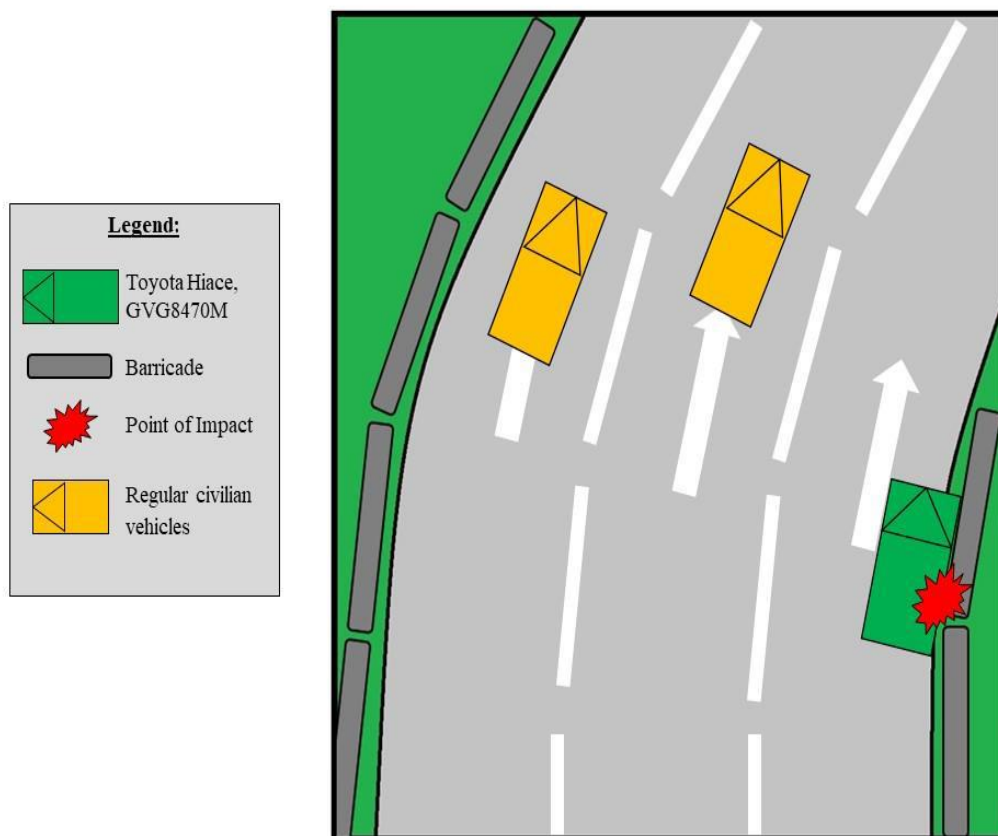 Legend:
Toyota Hiace,
GVG8470M
Barricade
Point of Impact
Regular civilian
vehicles